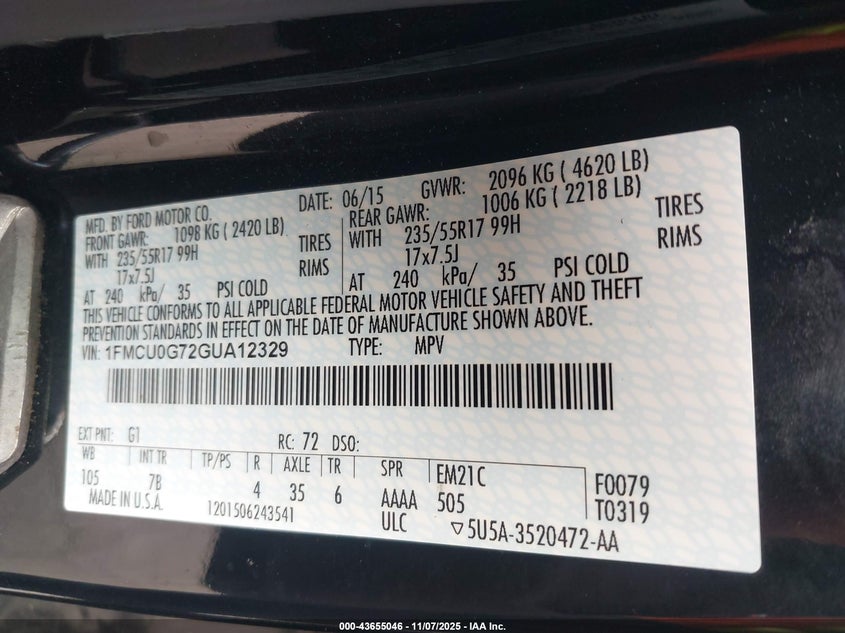 MFD. BY FORD MOTOR CO.
DATE: 06/15 GVWR: 2096 KG ( 4620 LB)
FRONT GAWR: 1098 KG ( 2420 LB)
WITH 235/55R17 99H TIRES
17x7.5J RIMS
AT 240 kPa/ 35 PSI COLD
REAR GAWR: 1006 KG ( 2218 LB)
WITH 235/55R17 99H TIRES
17x7.5J RIMS
AT 240 kPa/ 35 PSI COLD
THIS VEHICLE CONFORMS TO ALL APPLICABLE FEDERAL MOTOR VEHICLE SAFETY AND THEFT
PREVENTION STANDARDS IN EFFECT ON THE DATE OF MANUFACTURE SHOWN ABOVE.
VIN: 1FMCU0G72GUA12329 TYPE: MPV
EXT PNT: G1 RC: 72 DSO:
WB INT TR TP/PS R AXLE TR SPR EM21C
105 7B 4 35 6 AAAA 505 F0079
MADE IN U.S.A. 1201506243541 ULC ▽5U5A-3520472-AA T0319
000-43655046 - 11/07/2025 - IAA Inc.